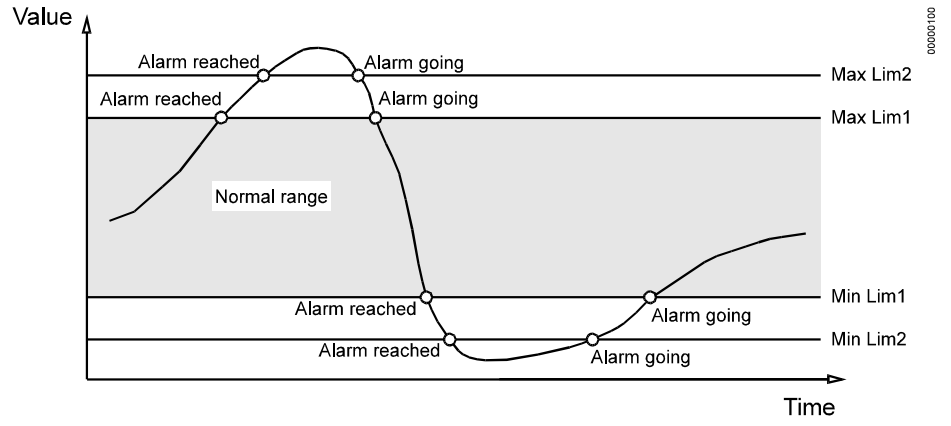 Value
00000100
Alarm reached
Alarm going
Max Lim2
Alarm reached
Alarm going
Max Lim1
Normal range
Alarm reached
Min Lim1
Alarm going
Min Lim2
Alarm reached
Alarm going
Time